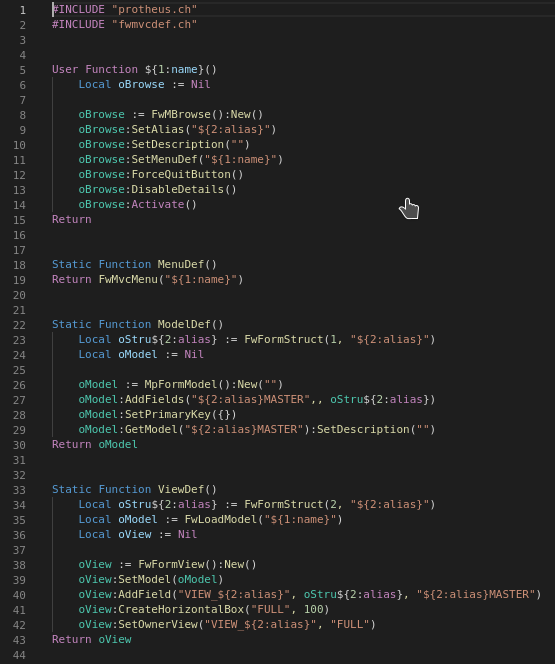 1 #INCLUDE "protheus.ch"
2 #INCLUDE "fwmvcdef.ch"
3
4
5 User Function ${1:name}()
6     Local oBrowse := Nil
7
8     oBrowse := FwMBrowse():New()
9     oBrowse:SetAlias("${2:alias}")
10     oBrowse:SetDescription("")
11     oBrowse:SetMenuDef("${1:name}")
12     oBrowse:ForceQuitButton()
13     oBrowse:DisableDetails()
14     oBrowse:Activate()
15 Return
16
17
18 Static Function MenuDef()
19 Return FwMvcMenu("${1:name}")
20
21
22 Static Function ModelDef()
23     Local oStru${2:alias} := FwFormStruct(1, "${2:alias}")
24     Local oModel := Nil
25
26     oModel := MpFormModel():New("")
27     oModel:AddFields("${2:alias}MASTER",, oStru${2:alias})
28     oModel:SetPrimaryKey({})
29     oModel:GetModel("${2:alias}MASTER"):SetDescription("")
30 Return oModel
31
32
33 Static Function ViewDef()
34     Local oStru${2:alias} := FwFormStruct(2, "${2:alias}")
35     Local oModel := FwLoadModel("${1:name}")
36     Local oView := Nil
37
38     oView := FwFormView():New()
39     oView:SetModel(oModel)
40     oView:AddField("VIEW_${2:alias}", oStru${2:alias}, "${2:alias}MASTER")
41     oView:CreateHorizontalBox("FULL", 100)
42     oView:SetOwnerView("VIEW_${2:alias}", "FULL")
43 Return oView
44